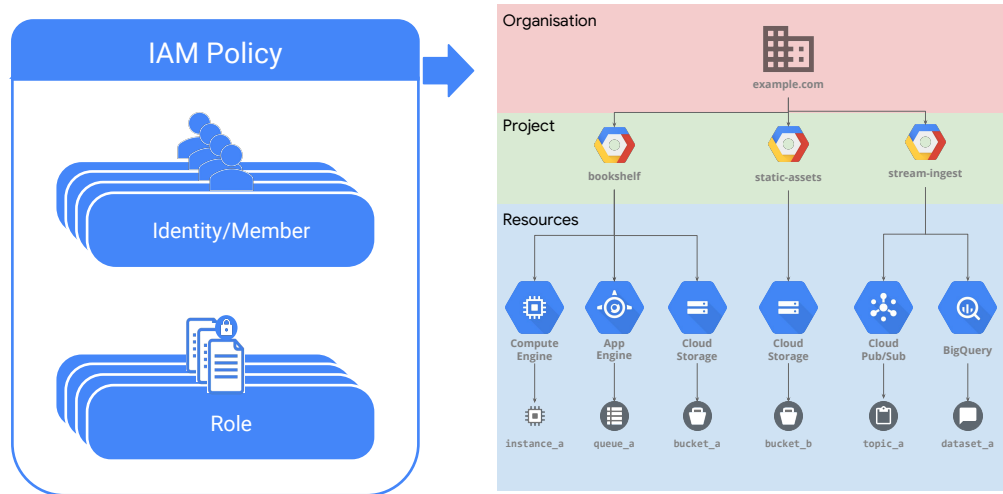 IAM Policy
Identity/Member
Role
Organisation
example.com
Project
bookshelf
static-assets
stream-ingest
Resources
Compute
Engine
App
Engine
Cloud
Storage
Cloud
Storage
Cloud
Pub/Sub
BigQuery
instance_a
queue_a
bucket_a
bucket_b
topic_a
dataset_a